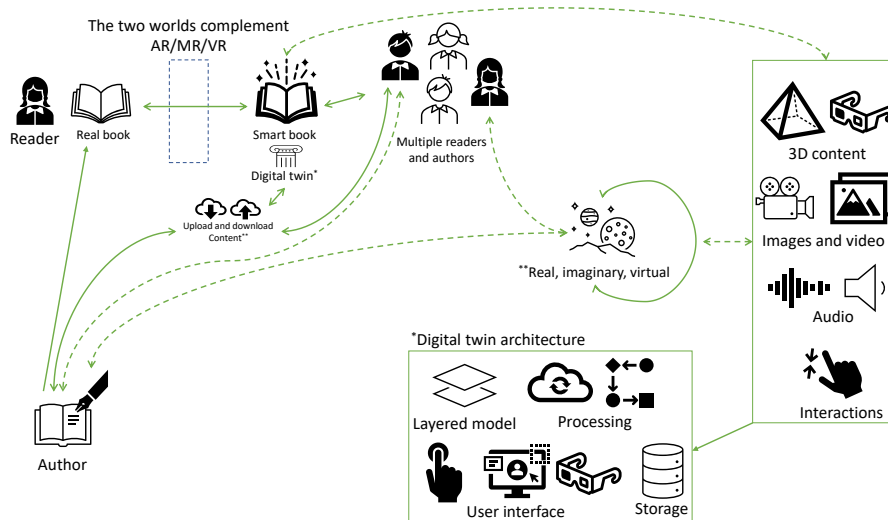 The two worlds complement
AR/MR/VR
Reader
Real book
Smart book
Digital twin*
Multiple readers
and authors
Upload and download
Content**
3D content
Images and video
Audio
Interactions
**Real, imaginary, virtual
*Digital twin architecture
Layered model
Processing
User interface
Storage
Author